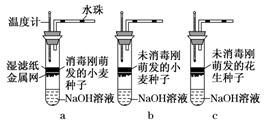 水珠
温度计
湿滤纸
金属网
消毒刚萌
发的小麦
种子
NaOH溶液
a
未消毒刚
萌发的小
麦种子
NaOH溶液
b
未消毒刚
萌发的花
生种子
NaOH溶液
c